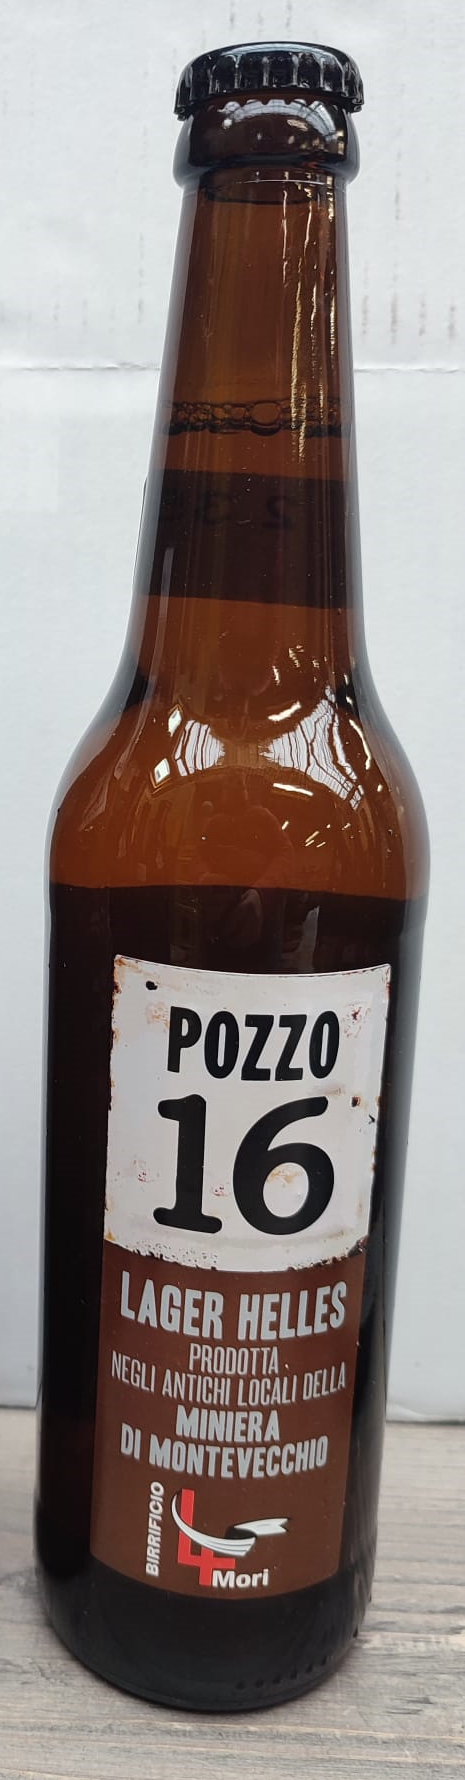 POZZO
16
LAGER HELLES
PRODOTTA
NEGLI ANTICHI LOCALI DELLA
MINIERA
DI MONTEVECCHIO
BIRRIFICIO
4
Mori